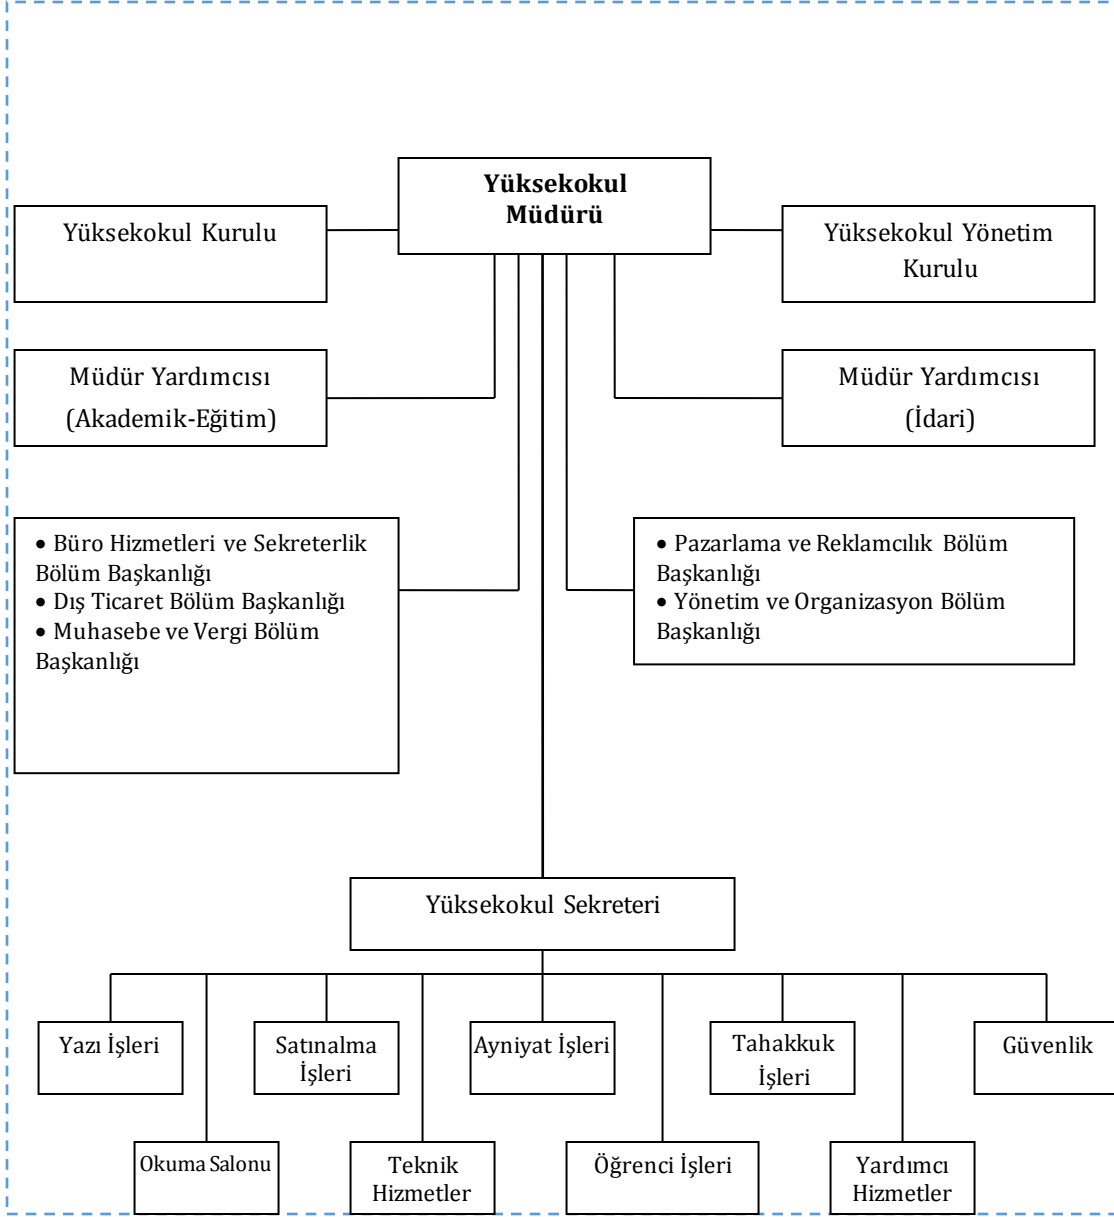 Yüksekokul
Müdürü
Yüksekokul Kurulu
Yüksekokul Yönetim
Kurulu
Müdür Yardımcısı
(Akademik-Eğitim)
Müdür Yardımcısı
(İdari)
• Büro Hizmetleri ve Sekreterlik
Bölüm Başkanlığı
• Dış Ticaret Bölüm Başkanlığı
• Muhasebe ve Vergi Bölüm
Başkanlığı
• Pazarlama ve Reklamcılık Bölüm
Başkanlığı
• Yönetim ve Organizasyon Bölüm
Başkanlığı
Yüksekokul Sekreteri
Yazı İşleri
Satınalma
İşleri
Ayniyat İşleri
Tahakkuk
İşleri
Güvenlik
Okuma Salonu
Teknik
Hizmetler
Öğrenci İşleri
Yardımcı
Hizmetler